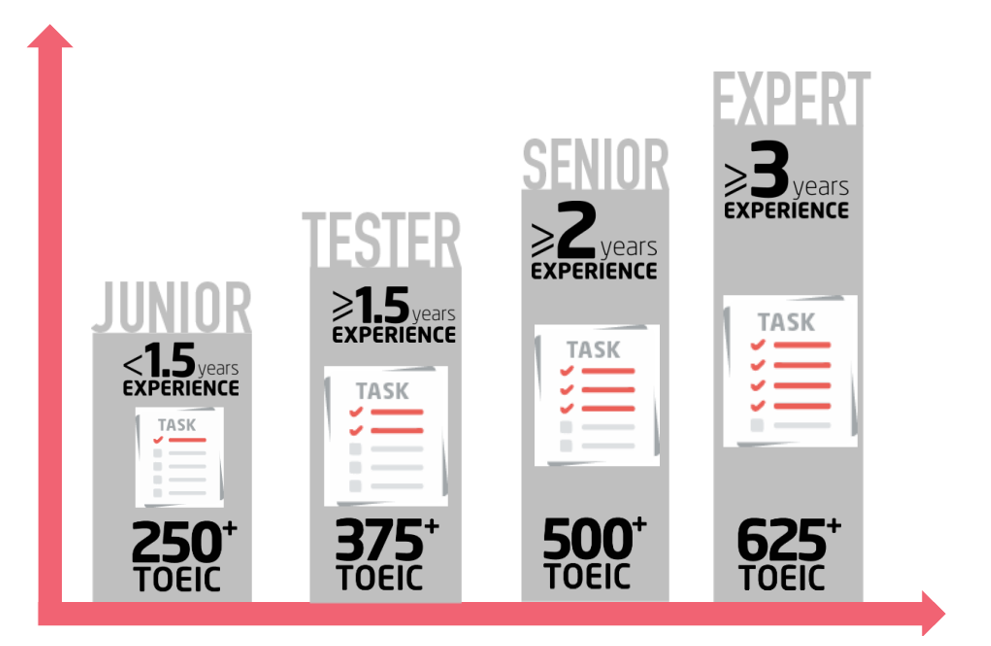 JUNIOR
<1.5 years
EXPERIENCE
TASK
250+
TOEIC
TESTER
≥1.5 years
EXPERIENCE
TASK
375+
TOEIC
SENIOR
≥2 years
EXPERIENCE
TASK
500+
TOEIC
EXPERT
≥3 years
EXPERIENCE
TASK
625+
TOEIC